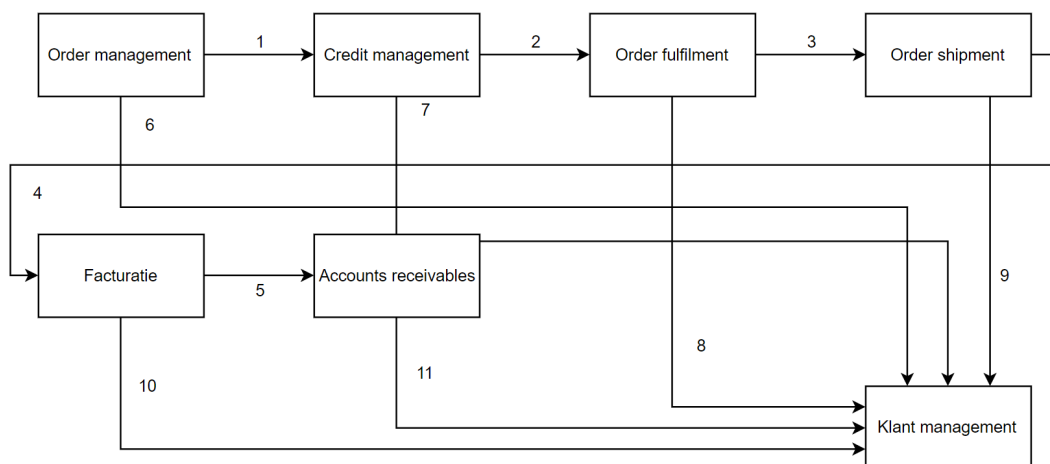 Order management
1
Credit management
2
Order fulfilment
3
Order shipment
6
7
4
Facturatie
5
Accounts receivables
9
8
10
11
Klant management